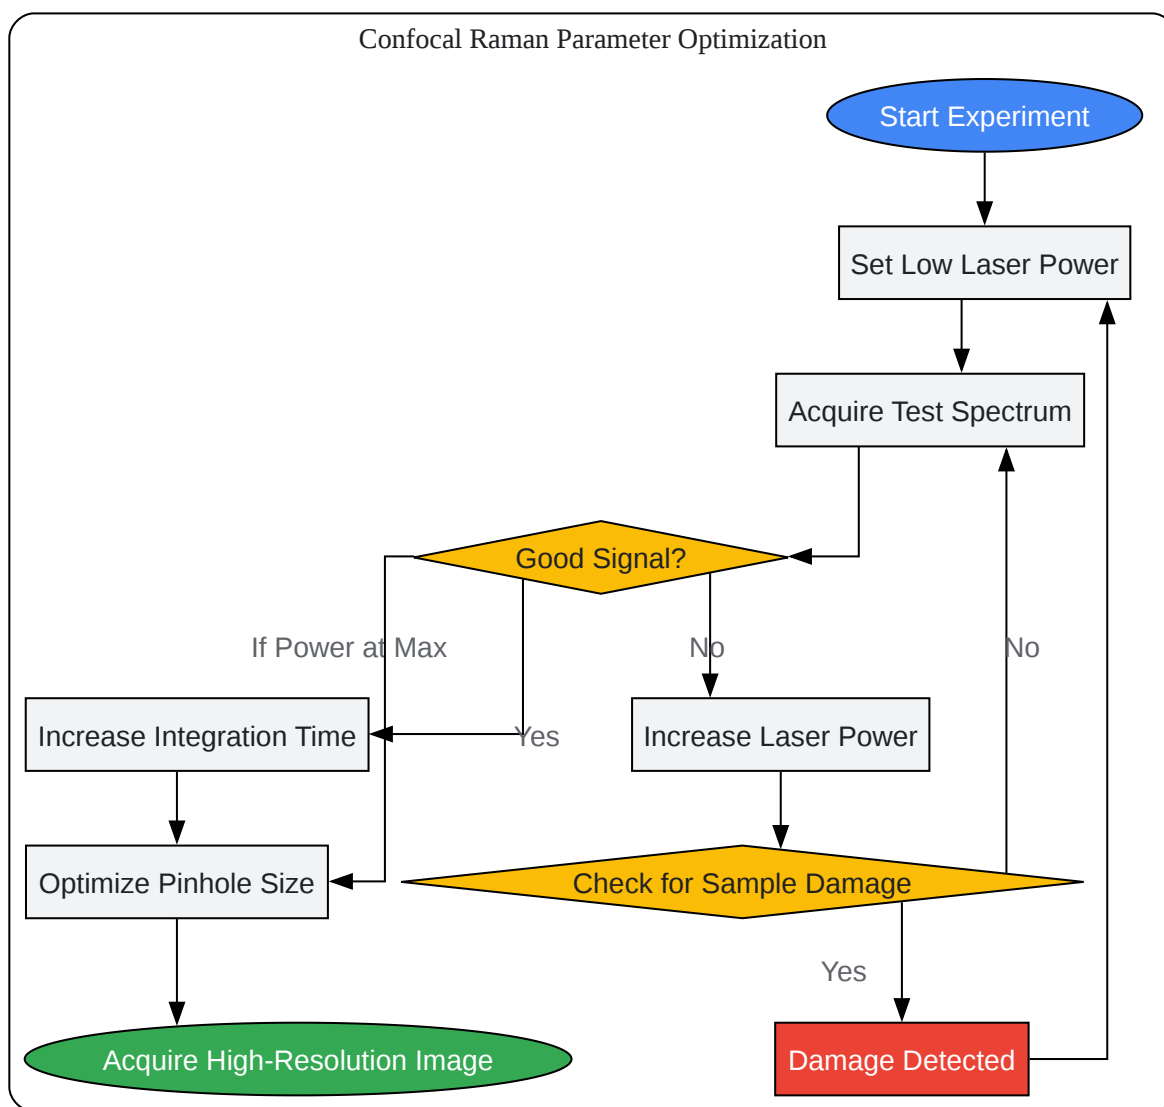 Confocal Raman Parameter Optimization
Start Experiment
Set Low Laser Power
Acquire Test Spectrum
Good Signal?
If Power at Max
No
No
Increase Integration Time
Yes
Increase Laser Power
Optimize Pinhole Size
Check for Sample Damage
Yes
Acquire High-Resolution Image
Damage Detected